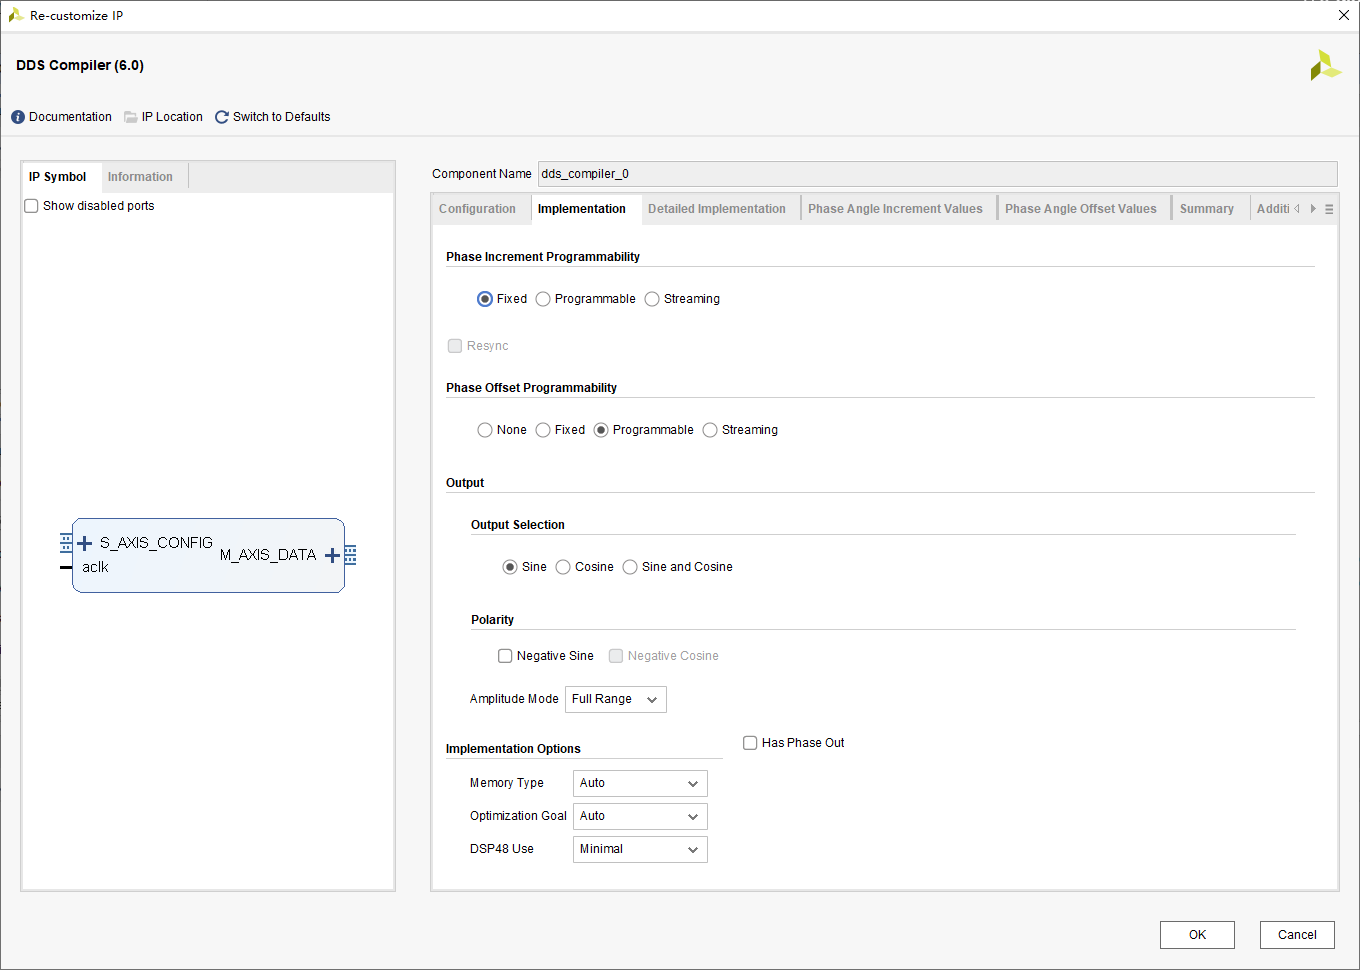 Re-customize IP
DDS Compiler (6.0)
Documentation IP Location Switch to Defaults
IP Symbol Information
Show disabled ports
S_AXIS_CONFIG
M_AXIS_DATA
aclk
Component Name dds_compiler_0
Configuration Implementation Detailed Implementation Phase Angle Increment Values Phase Angle Offset Values Summary Additi
Phase Increment Programmability
Fixed Programmable Streaming
Resync
Phase Offset Programmability
None Fixed Programmable Streaming
Output
Output Selection
Sine Cosine Sine and Cosine
Polarity
Negative Sine Negative Cosine
Amplitude Mode Full Range
Implementation Options
Has Phase Out
Memory Type Auto
Optimization Goal Auto
DSP48 Use Minimal
OK Cancel